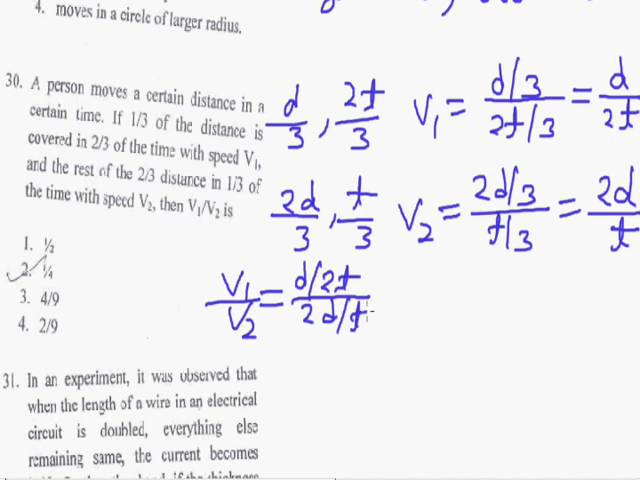 4. moves in a circle of larger radius.
30. A person moves a certain distance in a
certain time. If 1/3 of the distance is
covered in 2/3 of the time with speed V₁,
and the rest of the 2/3 distance in 1/3 of
the time with speed V₂, then V₁/V₂ is
d/3 , 2t/3 V₁ = d/3 / 2t/3 = d/2t
2d/3 , t/3 V₂ = 2d/3 / t/3 = 2d/t
1. ½
2. ¼
3. 4/9
4. 2/9
V₁/V₂ = d/2t / 2d/t
31. In an experiment, it was observed that
when the length of a wire in an electrical
circuit is doubled, everything else
remaining same, the current becomes